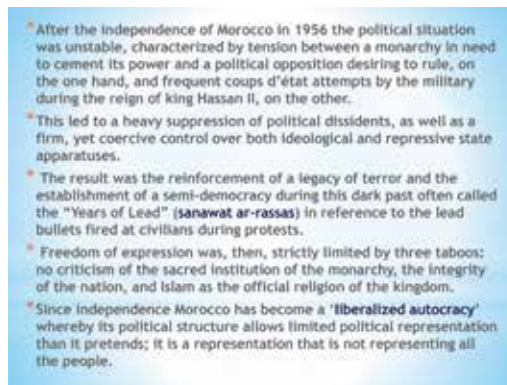 *After the independence of Morocco in 1956 the political situation
was unstable, characterized by tension between a monarchy in need
to cement its power and a political opposition desiring to rule, on
the one hand, and frequent coups d'état attempts by the military
during the reign of king Hassan II, on the other.
*This led to a heavy suppression of political dissidents, as well as a
firm, yet coercive control over both ideological and repressive state
apparatuses.
* The result was the reinforcement of a legacy of terror and the
establishment of a semi-democracy during this dark past often called
the "Years of Lead" (sanawat ar-rassas) in reference to the lead
bullets fired at civilians during protests.
* Freedom of expression was, then, strictly limited by three taboos:
no criticism of the sacred institution of the monarchy, the integrity
of the nation, and Islam as the official religion of the kingdom.
*Since independence Morocco has become a 'liberalized autocracy'
whereby its political structure allows limited political representation
than it pretends; it is a representation that is not representing all
the people.